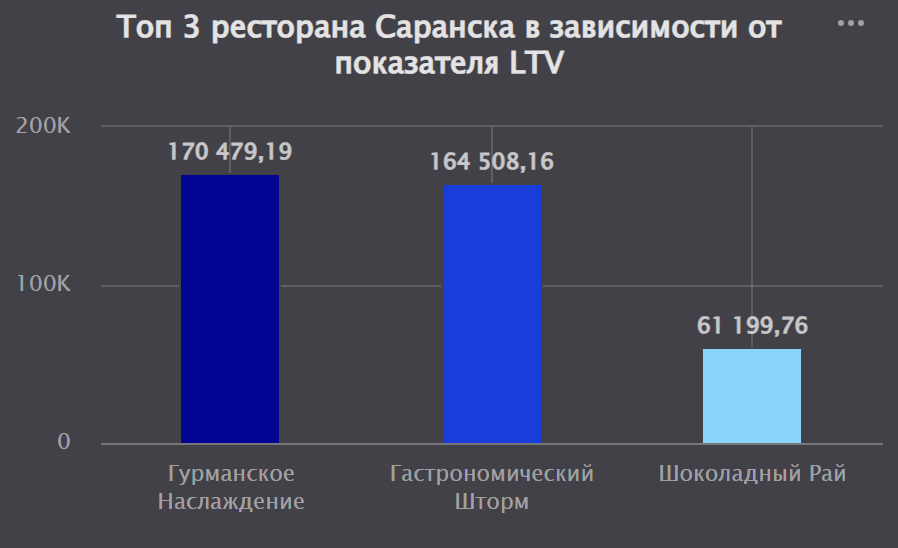 Топ 3 ресторана Саранска в зависимости от
показателя LTV
200K
170 479,19
164 508,16
100K
61 199,76
0
Гурманское
Наслаждение
Гастрономический
Шторм
Шоколадный Рай